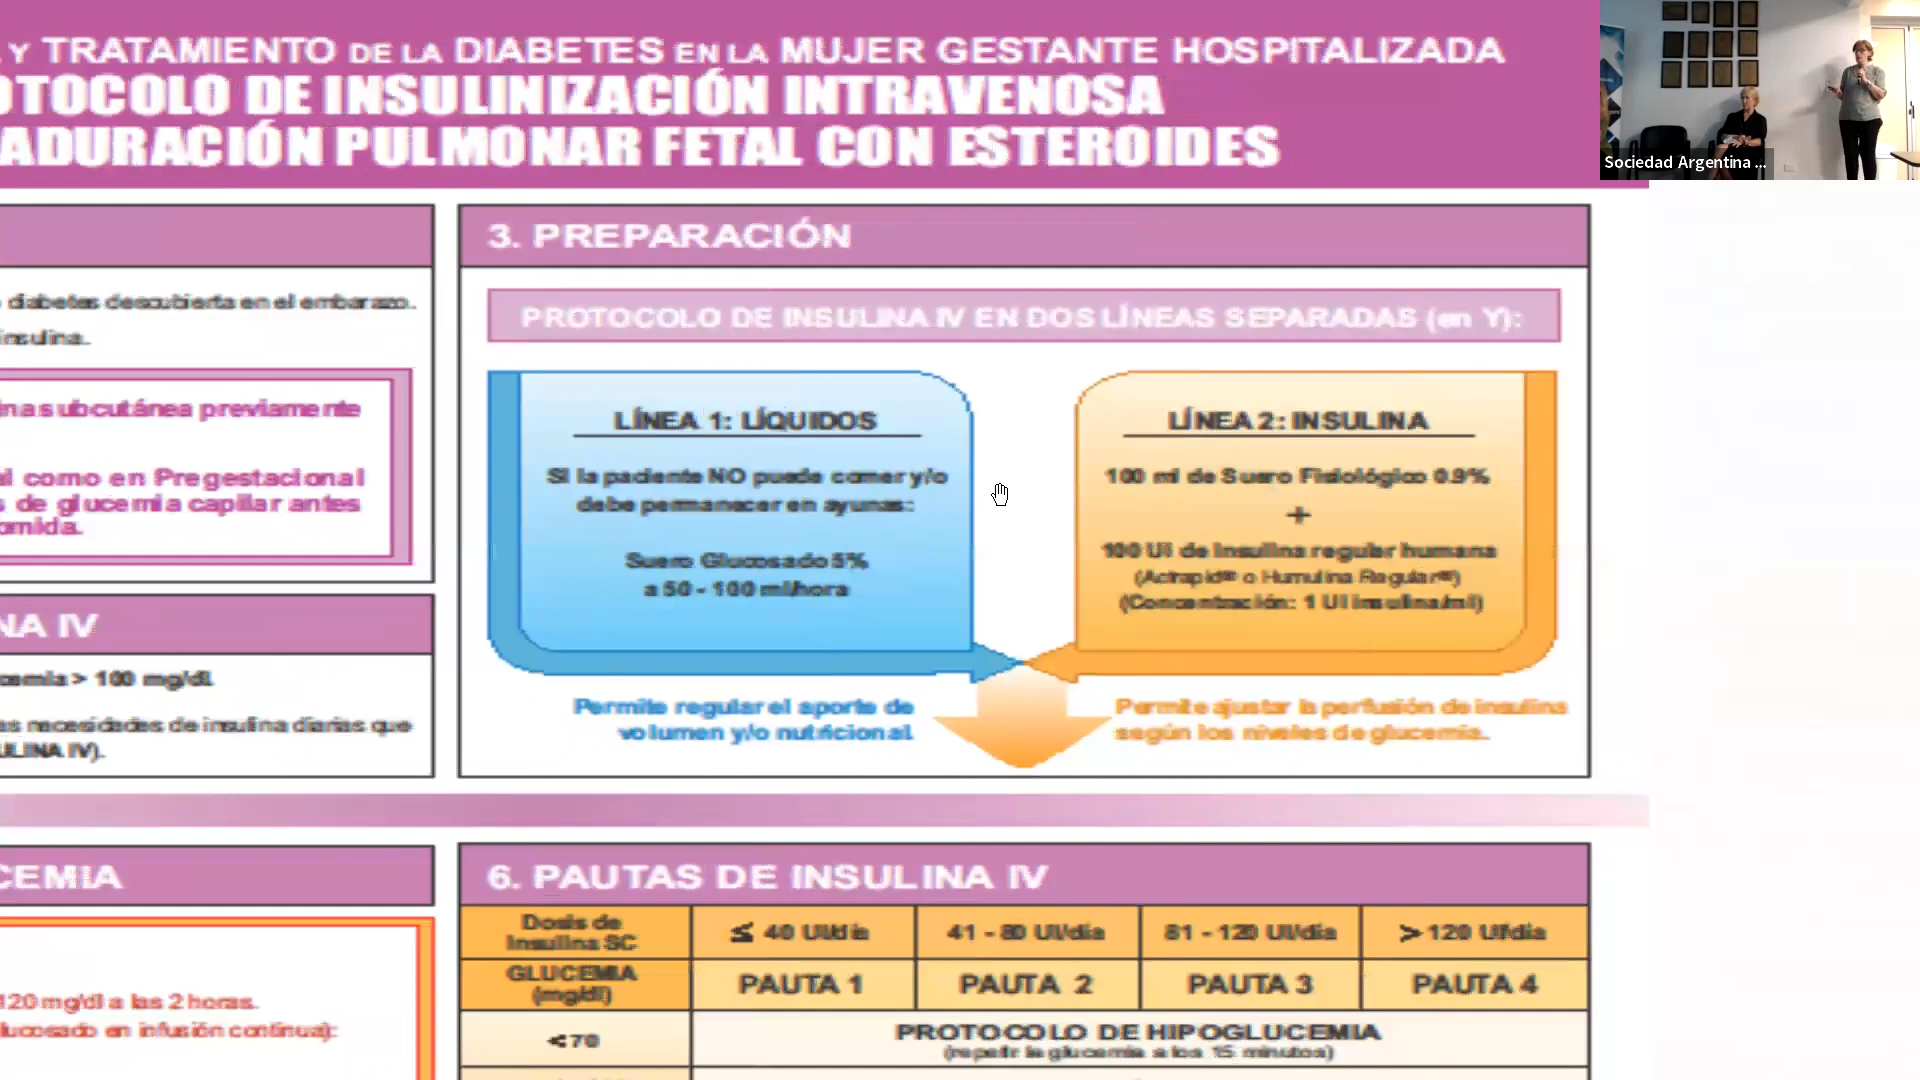 Y TRATAMIENTO DE LA DIABETES EN LA MUJER GESTANTE HOSPITALIZADA
OTOCOLO DE INSULINIZACIÓN INTRAVENOSA
ADURACIÓN PULMONAR FETAL CON ESTEROIDES
Sociedad Argentina ...
diabetes descubierta en el embarazo.
insulina.
ina subcutánea previamente
al como en Pregestacional
s de glucemia capilar antes
omida.
NA IV
cemia > 100 mg/dl.
as necesidades de insulina diarias que
ULINA IV).
3. PREPARACIÓN
PROTOCOLO DE INSULINA IV EN DOS LÍNEAS SEPARADAS (en Y):
LÍNEA 1: LÍQUIDOS
Si la paciente NO puede comer y/o
debe permanecer en ayunas:
Suero Glucosado 5%
a 50 - 100 ml/hora
Permite regular el aporte de
volumen y/o nutricional.
LÍNEA 2: INSULINA
100 ml de Suero Fisiológico 0.9%
+
100 UI de Insulina regular humana
(Actrapid® o Humulina Regular®)
(Concentración: 1 UI insulina/ml)
Permite ajustar la perfusión de insulina
según los niveles de glucemia.
CEMIA
120 mg/dl a las 2 horas.
lucosado en infusión continua):
6. PAUTAS DE INSULINA IV
Dosis de
Insulina SC
≤ 40 UI/día
41 - 80 UI/día
81 - 120 UI/día
> 120 UI/día
GLUCEMIA
(mg/dl)
PAUTA 1
PAUTA 2
PAUTA 3
PAUTA 4
<70
PROTOCOLO DE HIPOGLUCEMIA
(repetir la glucemia a los 15 minutos)